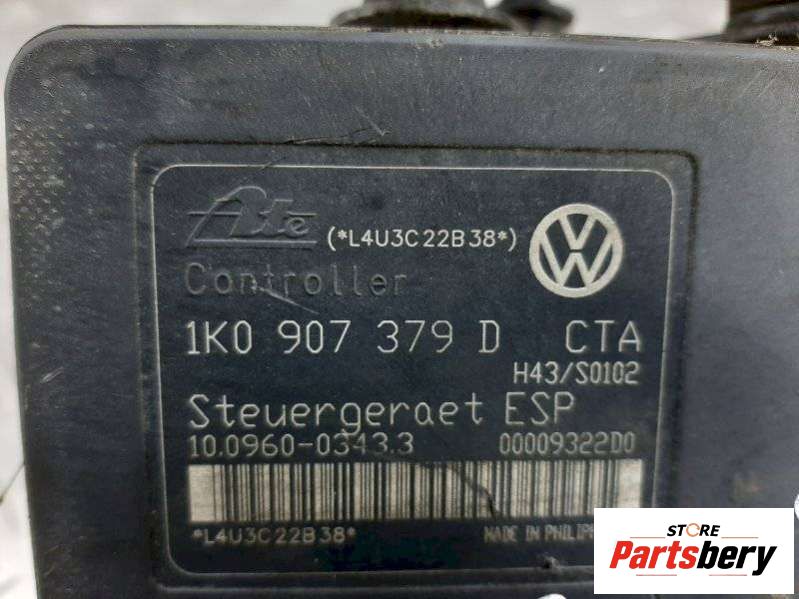 Ate (*L4U3C22B38*)
Controller
1K0 907 379 D CTA
H43/S0102
Steuergeraet ESP
10.0960-0343.3 00009322D0
*L4U3C22B38* MADE IN
STORE
Partsbery